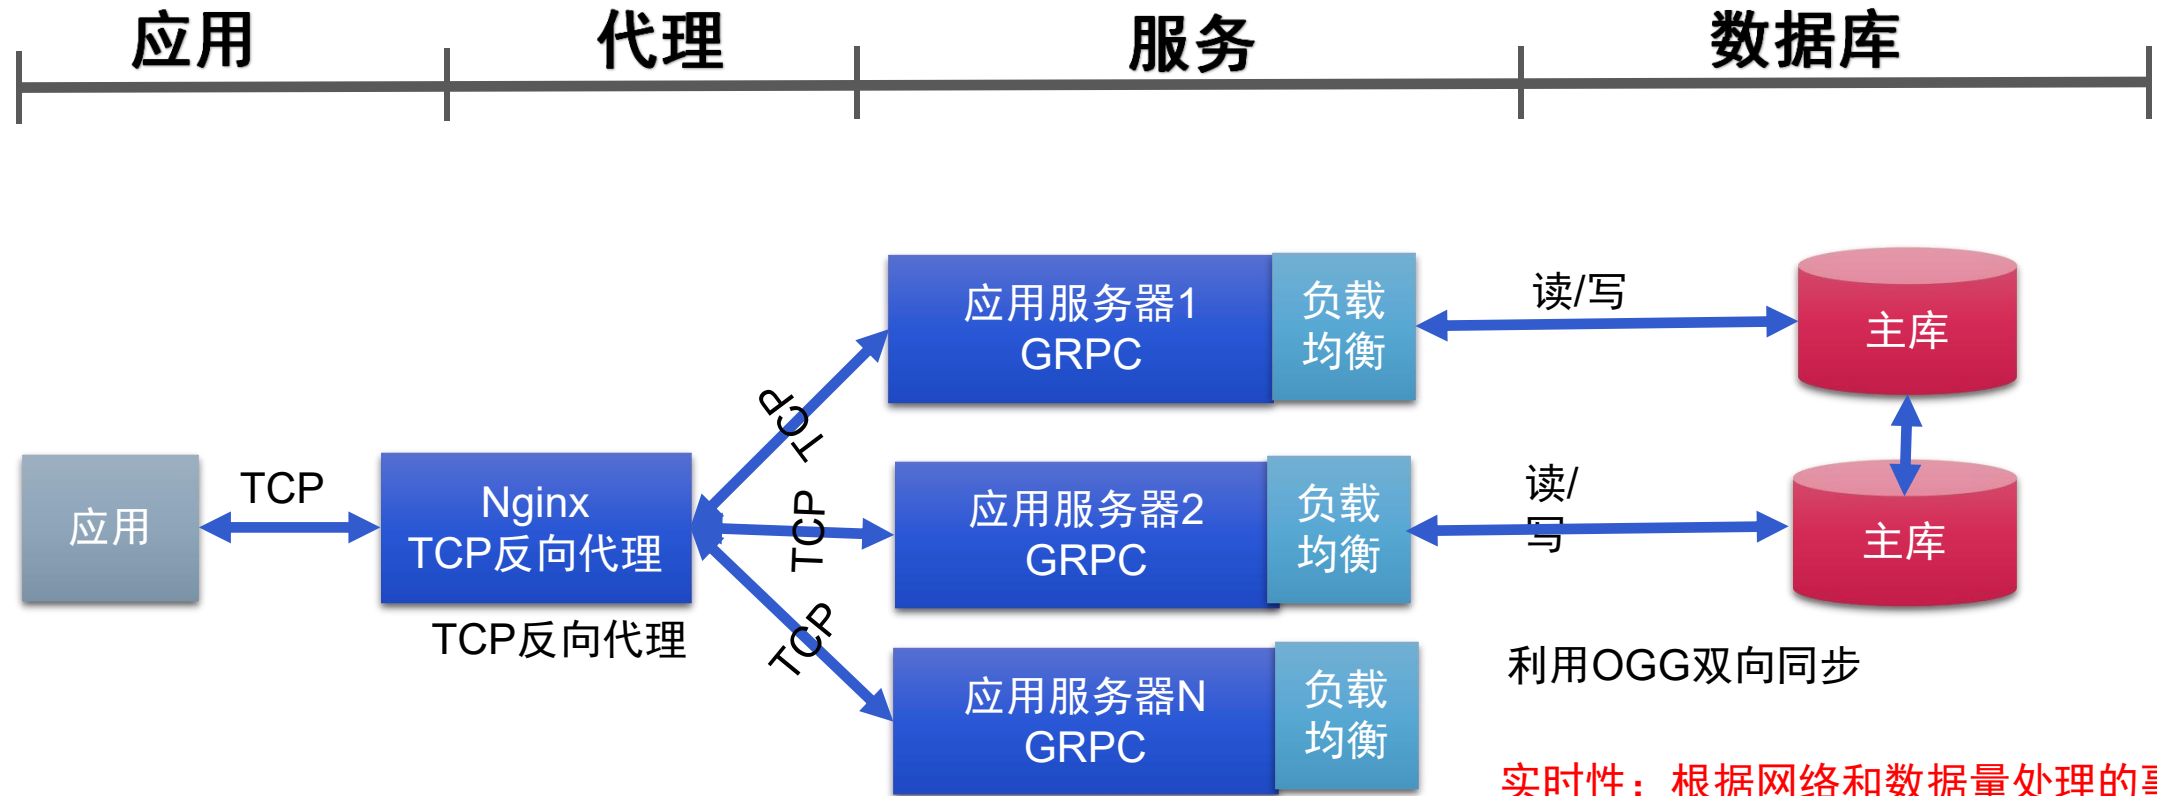 应用
代理
服务
数据库
应用服务器1
GRPC
负载
均衡
读/写
主库
TCP
应用
TCP
Nginx
TCP反向代理
TCP反向代理
TCP
应用服务器2
GRPC
负载
均衡
读/
写
主库
TCP
应用服务器N
GRPC
负载
均衡
利用OGG双向同步
实时性：根据网络和数据量处理的